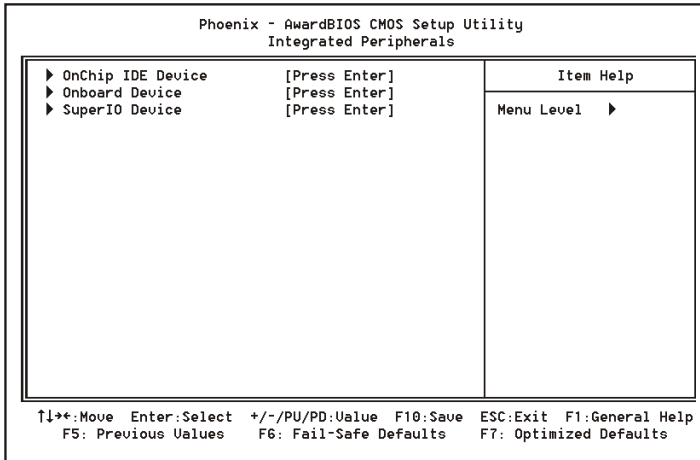 Phoenix - AwardBIOS CMOS Setup Utility
Integrated Peripherals
OnChip IDE Device [Press Enter]
Onboard Device [Press Enter]
SuperIO Device [Press Enter]
Item Help
Menu Level
↑↓→←:Move Enter:Select +/-/PU/PD:Value F10:Save ESC:Exit F1:General Help
F5: Previous Values F6: Fail-Safe Defaults F7: Optimized Defaults